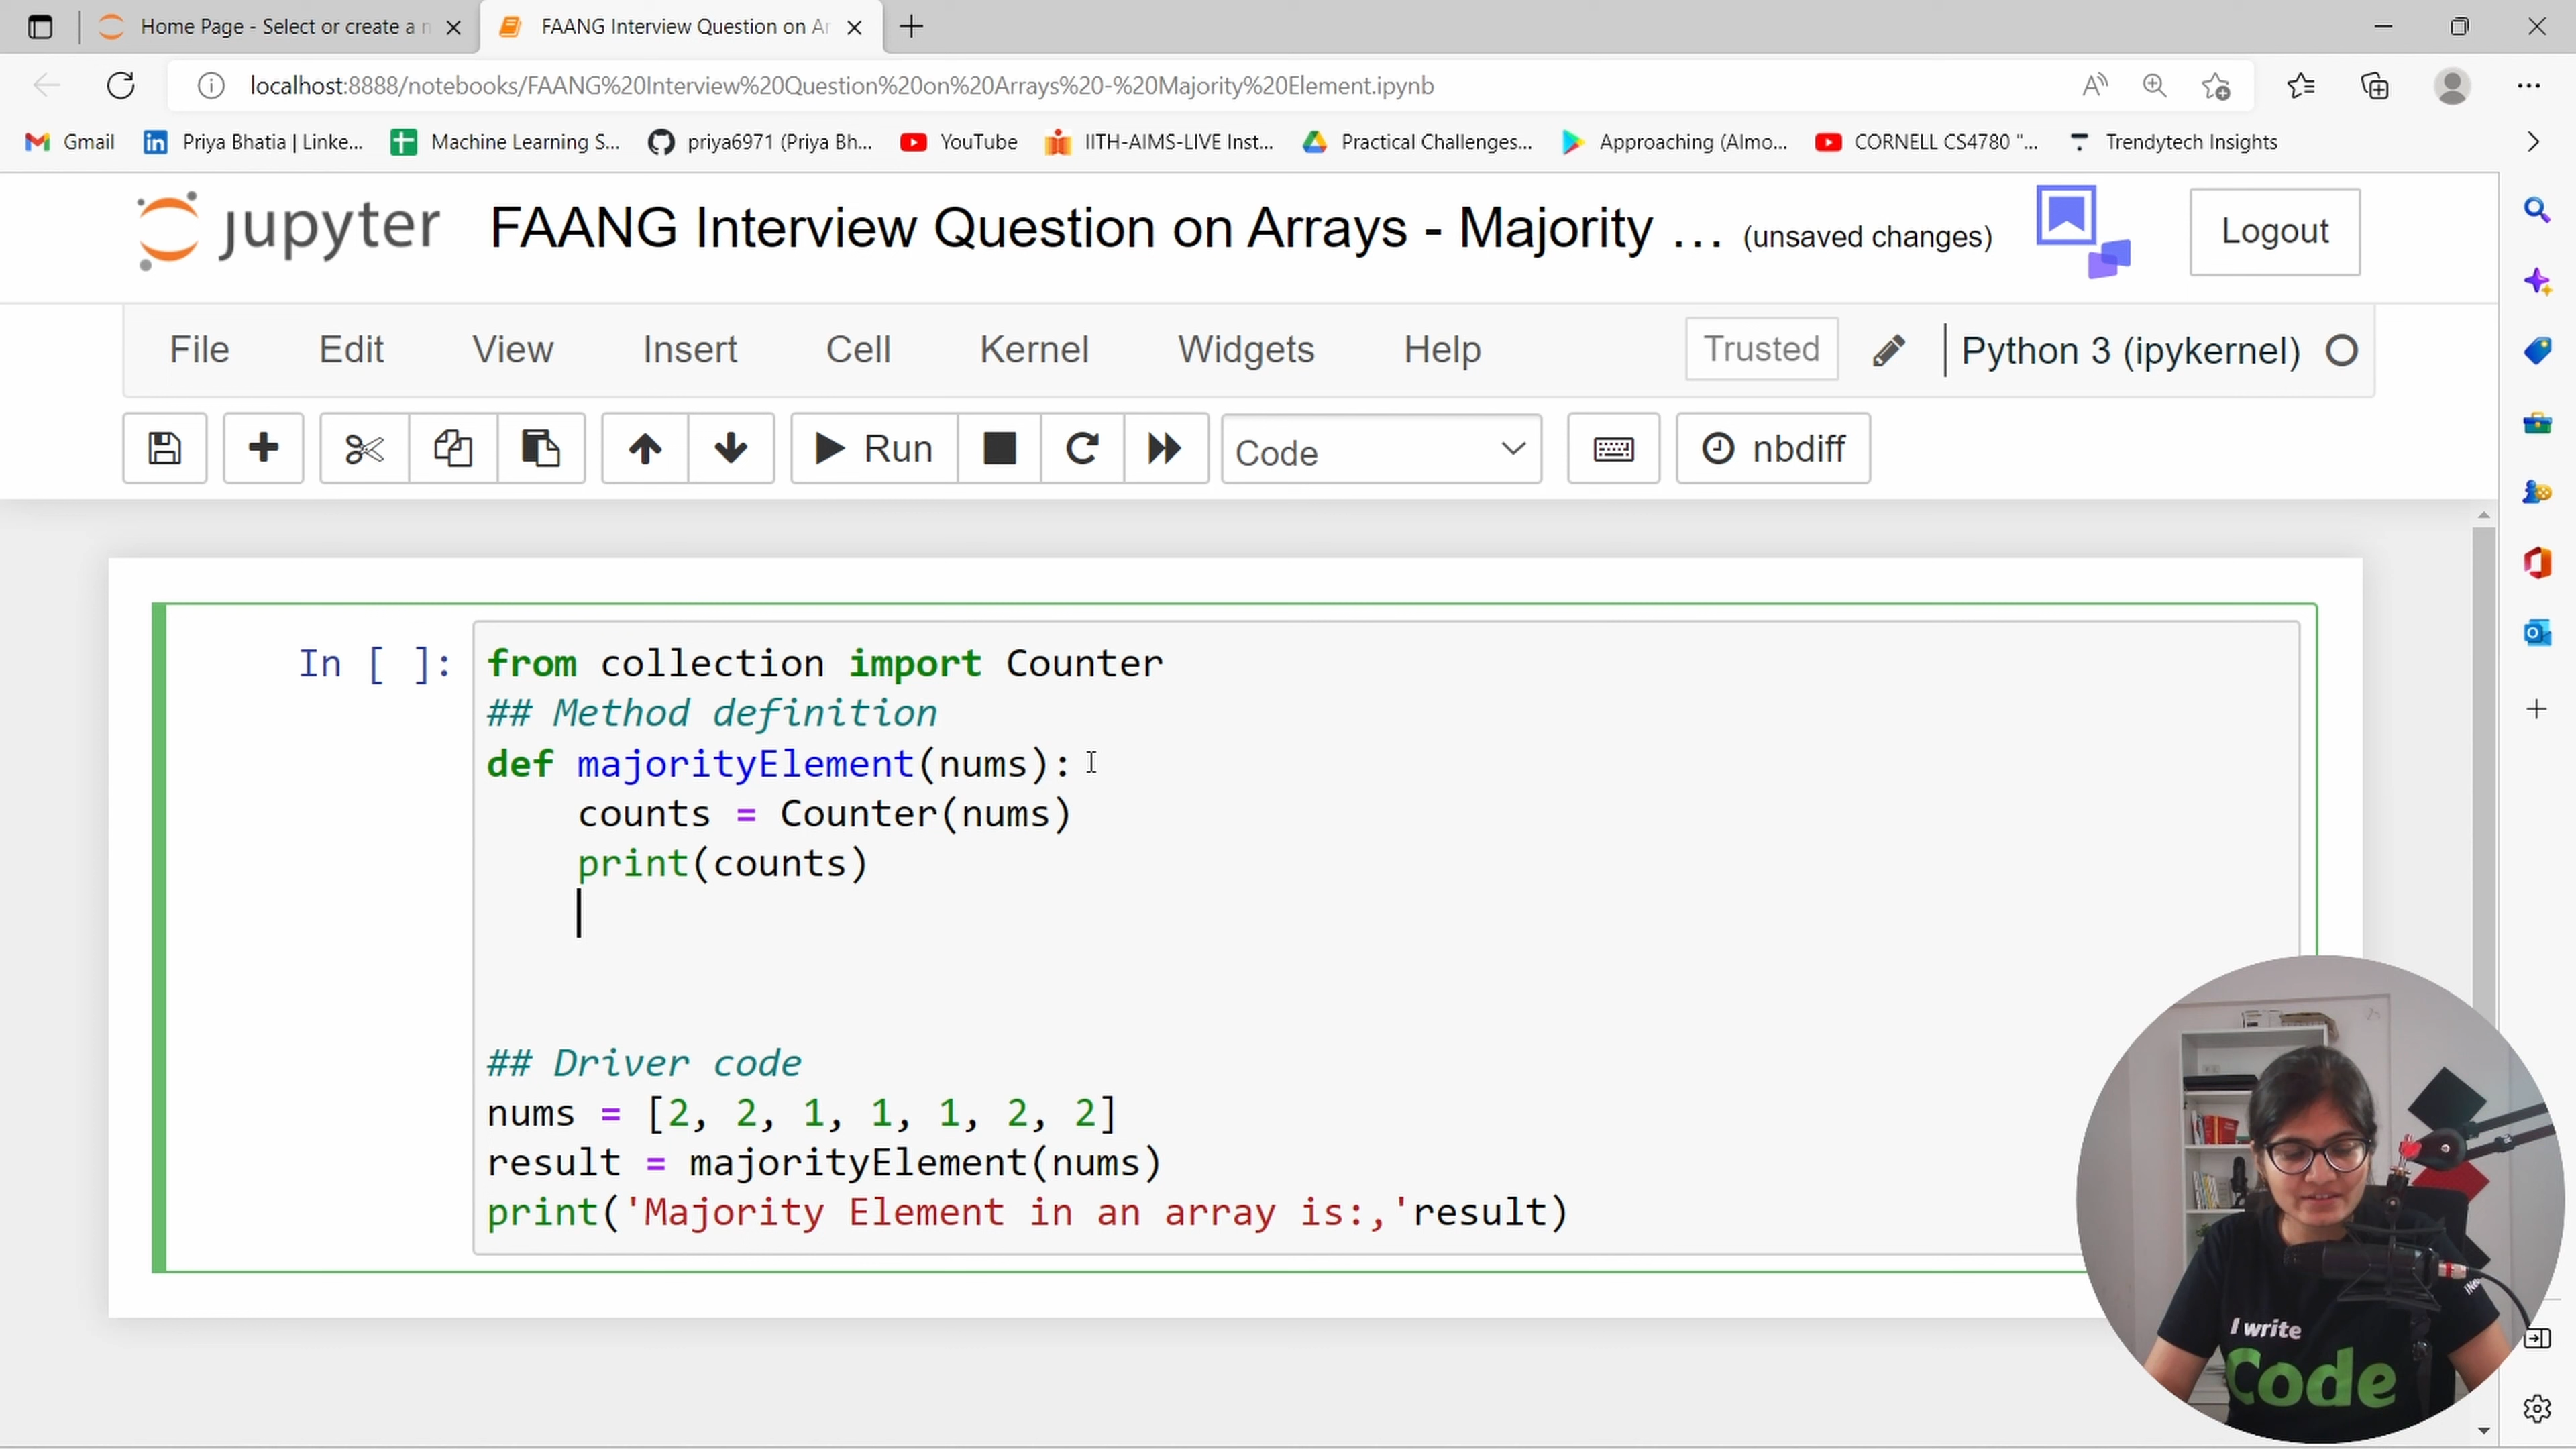 Home Page - Select or create a n
FAANG Interview Question on Ar
localhost:8888/notebooks/FAANG%20Interview%20Question%20on%20Arrays%20-%20Majority%20Element.ipynb
Gmail Priya Bhatia | Linke... Machine Learning S... priya6971 (Priya Bh... YouTube IITH-AIMS-LIVE Inst... Practical Challenges... Approaching (Almo... CORNELL CS4780 "... Trendytech Insights
jupyter FAANG Interview Question on Arrays - Majority ... (unsaved changes) Logout
File Edit View Insert Cell Kernel Widgets Help Trusted Python 3 (ipykernel)
Run Code nbdiff
In [ ]: from collection import Counter
## Method definition
def majorityElement(nums):
    counts = Counter(nums)
    print(counts)
## Driver code
nums = [2, 2, 1, 1, 1, 2, 2]
result = majorityElement(nums)
print('Majority Element in an array is:,'result)
I write
Code